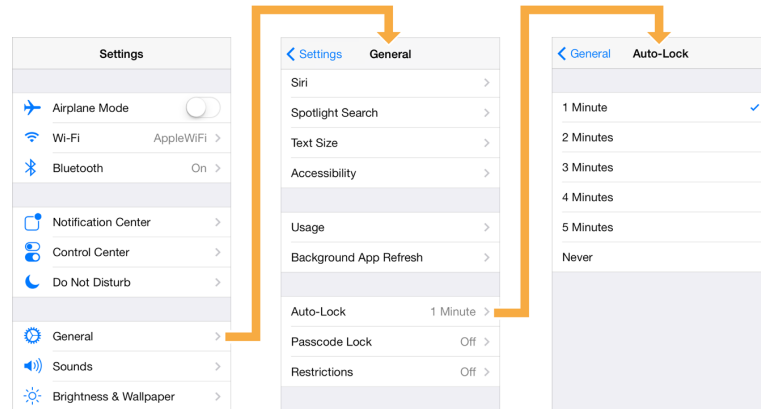 Settings
Airplane Mode
Wi-Fi AppleWiFi
Bluetooth On
Notification Center
Control Center
Do Not Disturb
General
Sounds
Brightness & Wallpaper
Settings General
Siri
Spotlight Search
Text Size
Accessibility
Usage
Background App Refresh
Auto-Lock 1 Minute
Passcode Lock Off
Restrictions Off
General Auto-Lock
1 Minute
2 Minutes
3 Minutes
4 Minutes
5 Minutes
Never